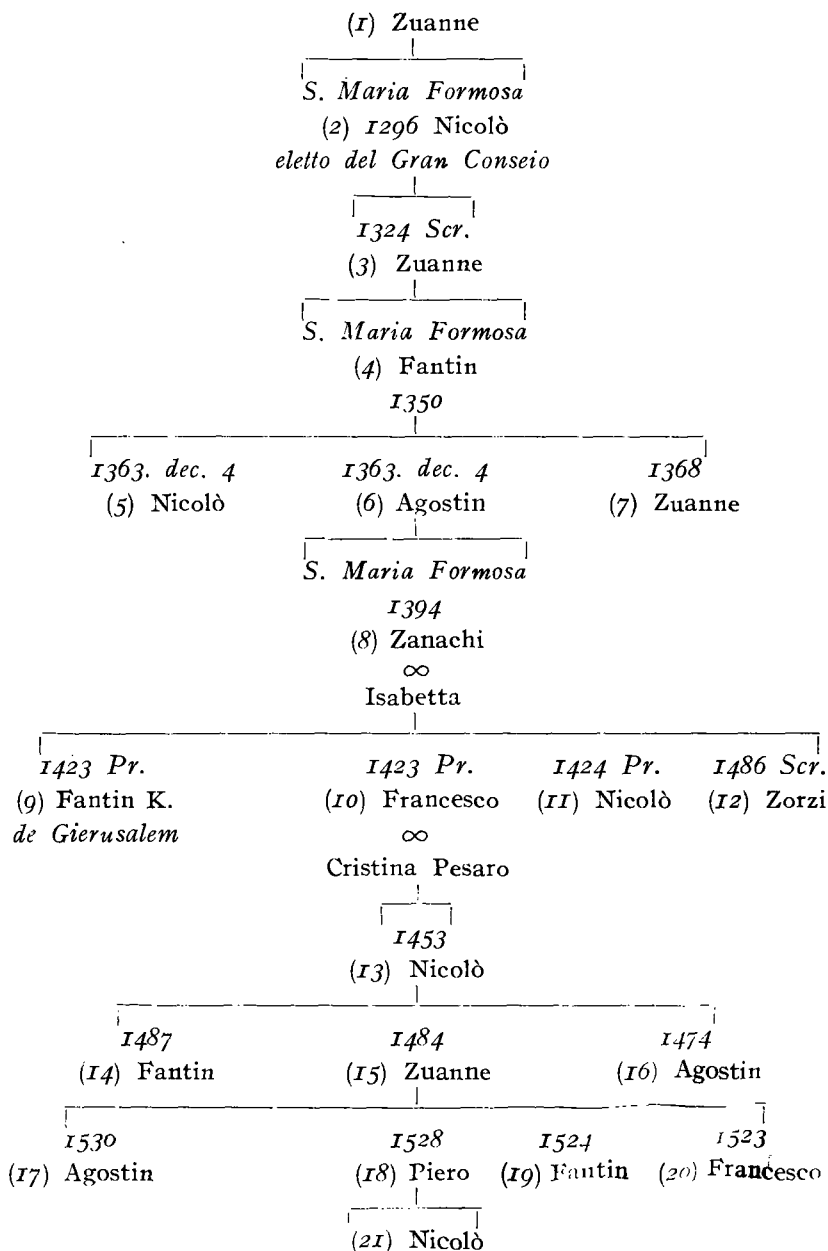 (1) Zuanne
S. Maria Formosa
(2) 1296 Nicolò
eletto del Gran Conseio
1324 Scr.
(3) Zuanne
S. Maria Formosa
(4) Fantin
1350
1363. dec. 4 1363. dec. 4 1368
(5) Nicolò (6) Agostin (7) Zuanne
S. Maria Formosa
1394
(8) Zanachi
∞
Isabetta
1423 Pr. 1423 Pr. 1424 Pr. 1486 Scr.
(9) Fantin K. (10) Francesco (11) Nicolò (12) Zorzi
de Gierusalem ∞
Cristina Pesaro
1453
(13) Nicolò
1487 1484 1474
(14) Fantin (15) Zuanne (16) Agostin
1530 1528 1524 1523
(17) Agostin (18) Piero (19) Fantin (20) Francesco
(21) Nicolò